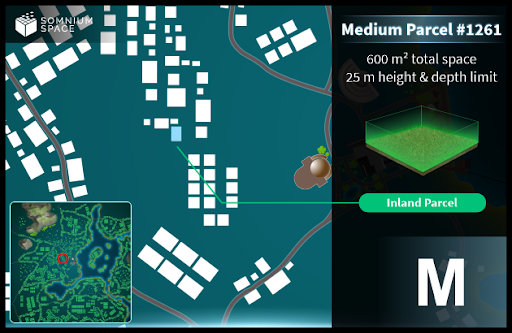 SOMNIUM
SPACE
Medium Parcel #1261
600 m² total space
25 m height & depth limit
Inland Parcel
M